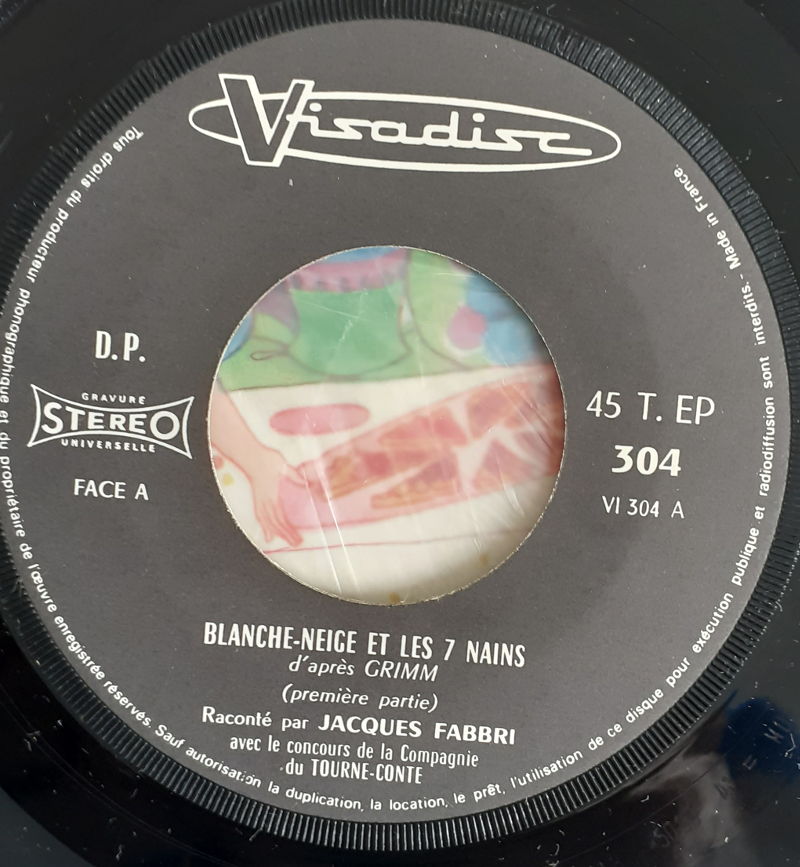 Visadisc
D.P.
GRAVURE
STEREO
UNIVERSELLE
FACE A
45 T. EP
304
VI 304 A
BLANCHE-NEIGE ET LES 7 NAINS
d'après GRIMM
(première partie)
Raconté par JACQUES FABBRI
avec le concours de la Compagnie
du TOURNE-CONTE
Tous droits du producteur phonographique et du propriétaire de l'œuvre enregistrée réservés. Sauf autorisation la duplication, la location, le prêt, l'utilisation de ce disque pour exécution publique et radiodiffusion sont interdits. - Made in France.